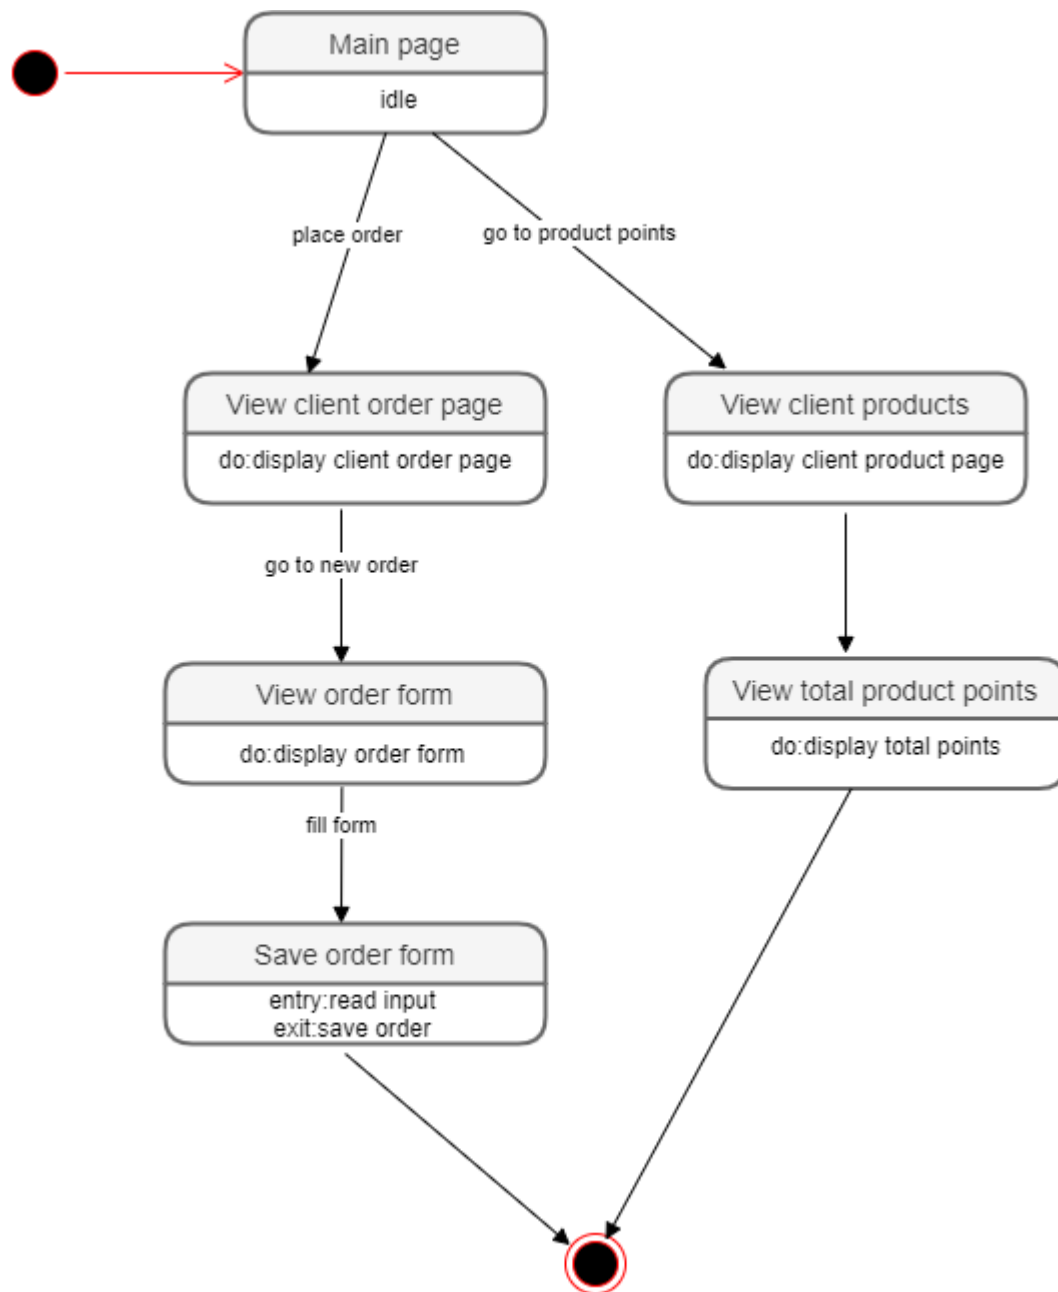 Main page
idle
place order
go to product points
View client order page
do:display client order page
View client products
do:display client product page
go to new order
View order form
do:display order form
View total product points
do:display total points
fill form
Save order form
entry:read input
exit:save order